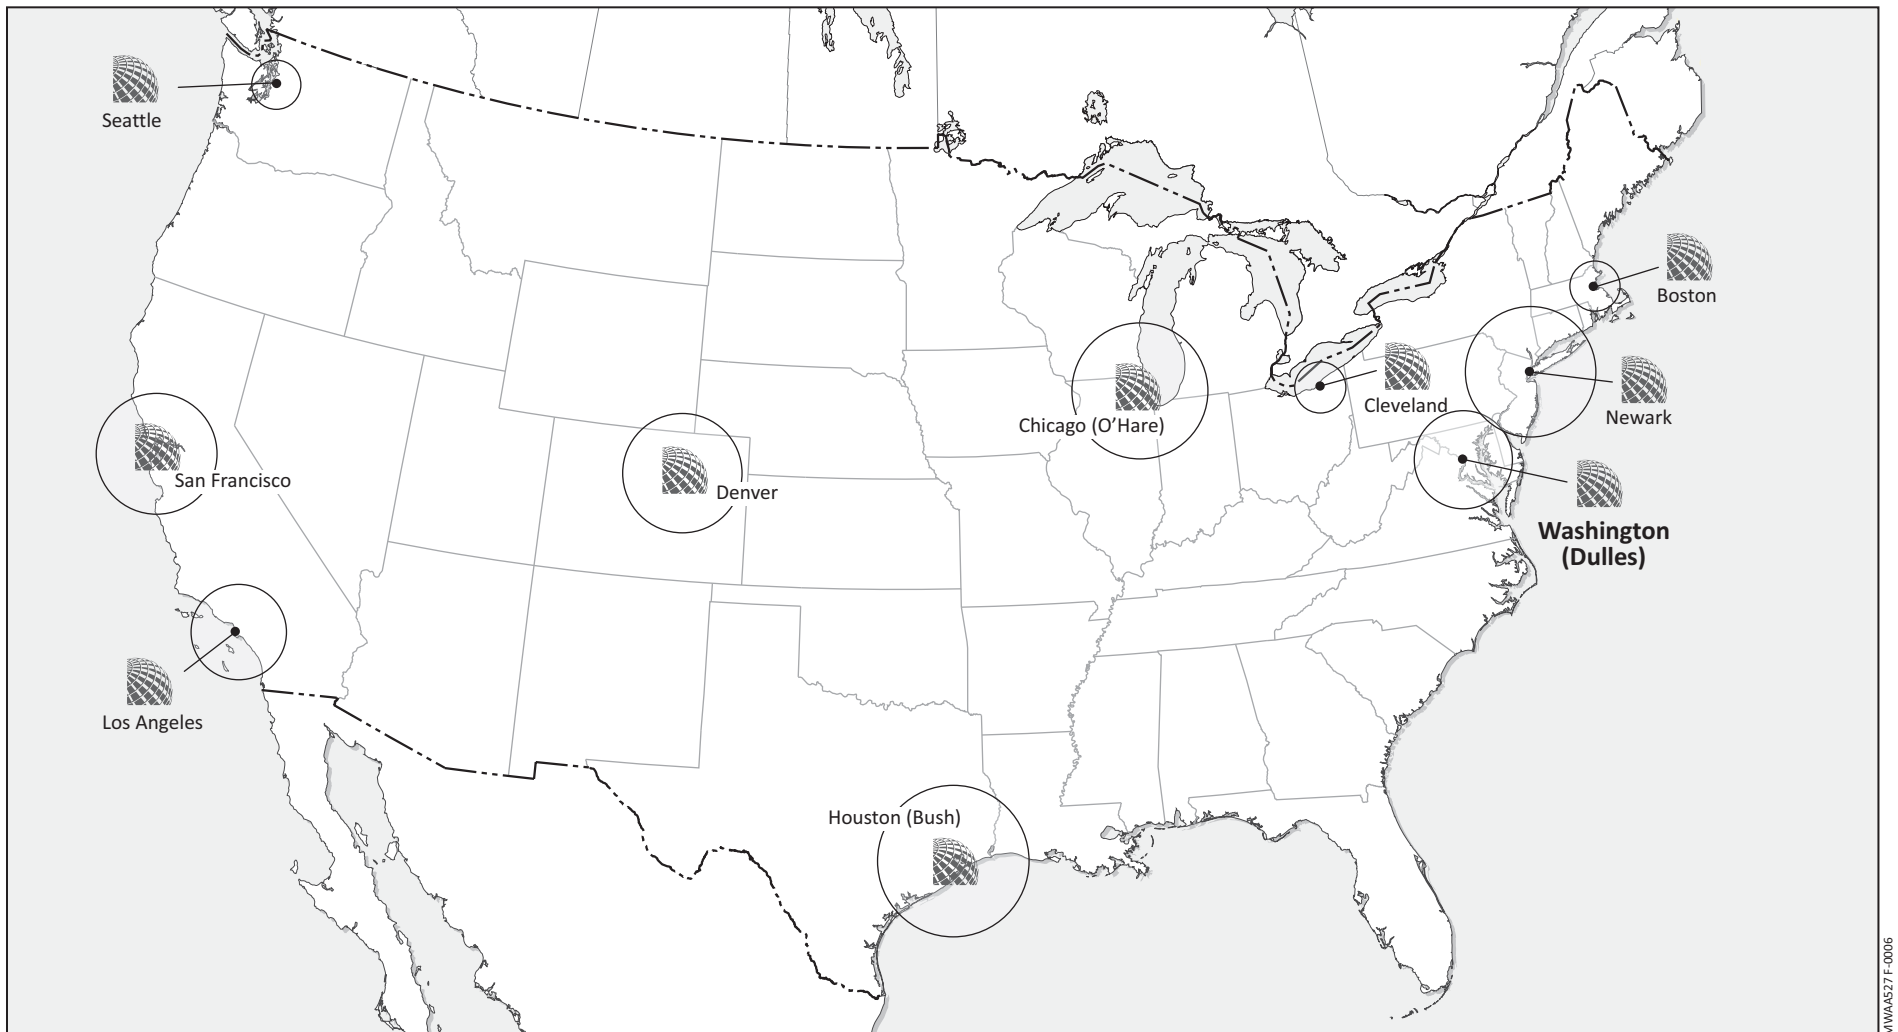 Seattle
Boston
Cleveland
Newark
Chicago (O’Hare)
San Francisco
Denver
Washington
(Dulles)
Los Angeles
Houston (Bush)
MWAA527 F-0006